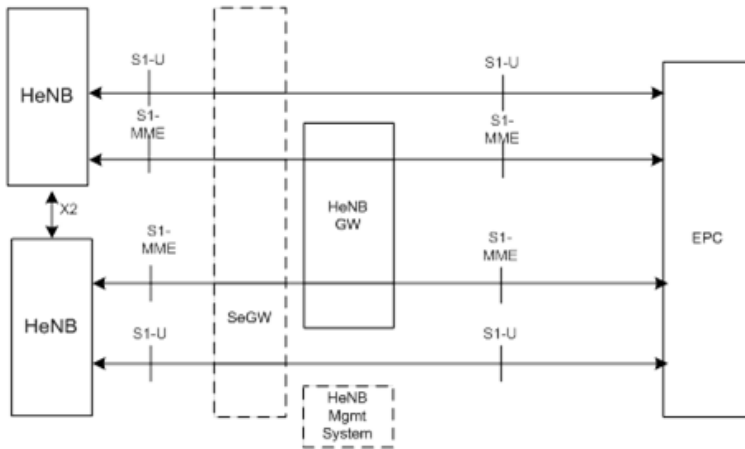 S1-U
S1-U
HeNB
S1-
MME
S1-
MME
X2
HeNB
GW
EPC
S1-
MME
S1-
MME
HeNB
SeGW
S1-U
S1-U
HeNB
Mgmt
System